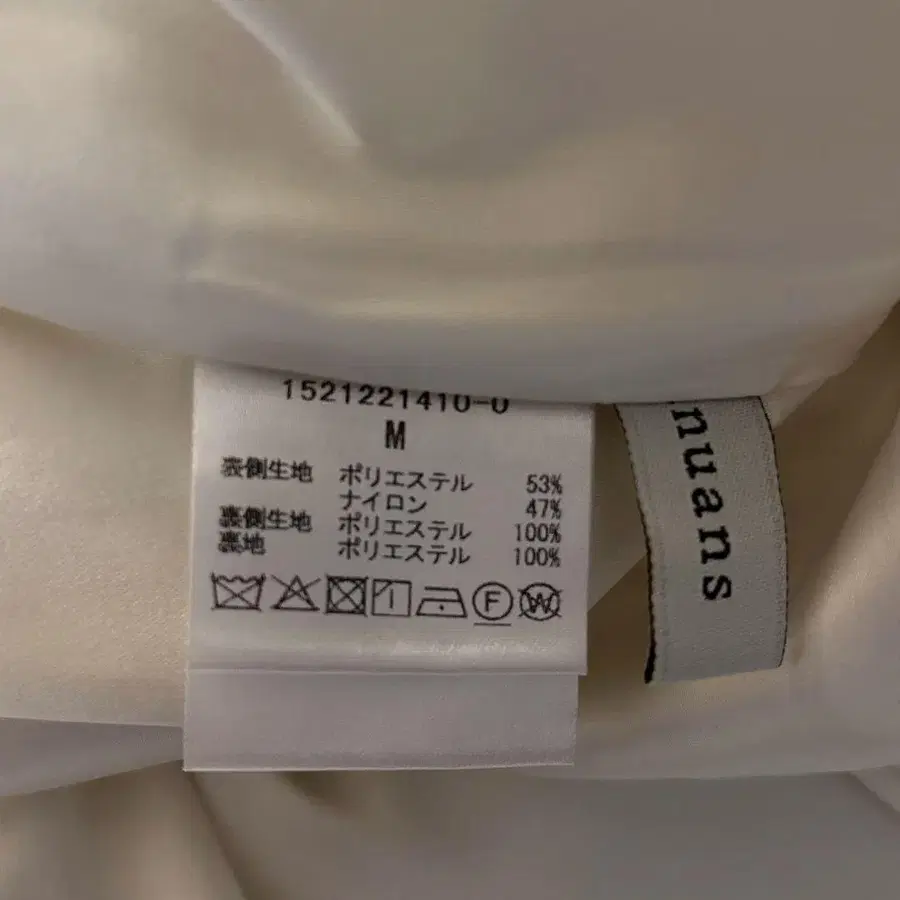 1521221410-0
M
表側生地 ポリエステル 53%
ナイロン 47%
裏側生地 ポリエステル 100%
裏地 ポリエステル 100%
F W
nuans